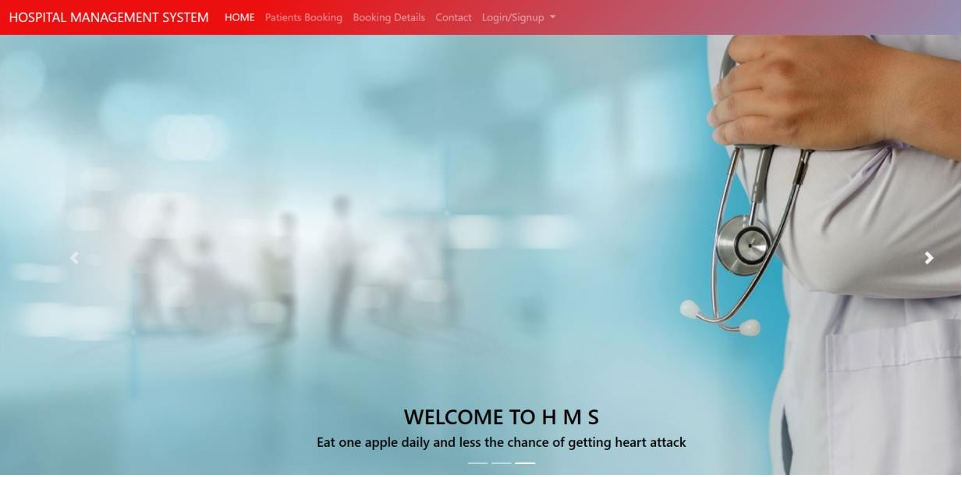 HOSPITAL MANAGEMENT SYSTEM HOME Patients Booking Booking Details Contact Login/Signup
WELCOME TO H M S
Eat one apple daily and less the chance of getting heart attack